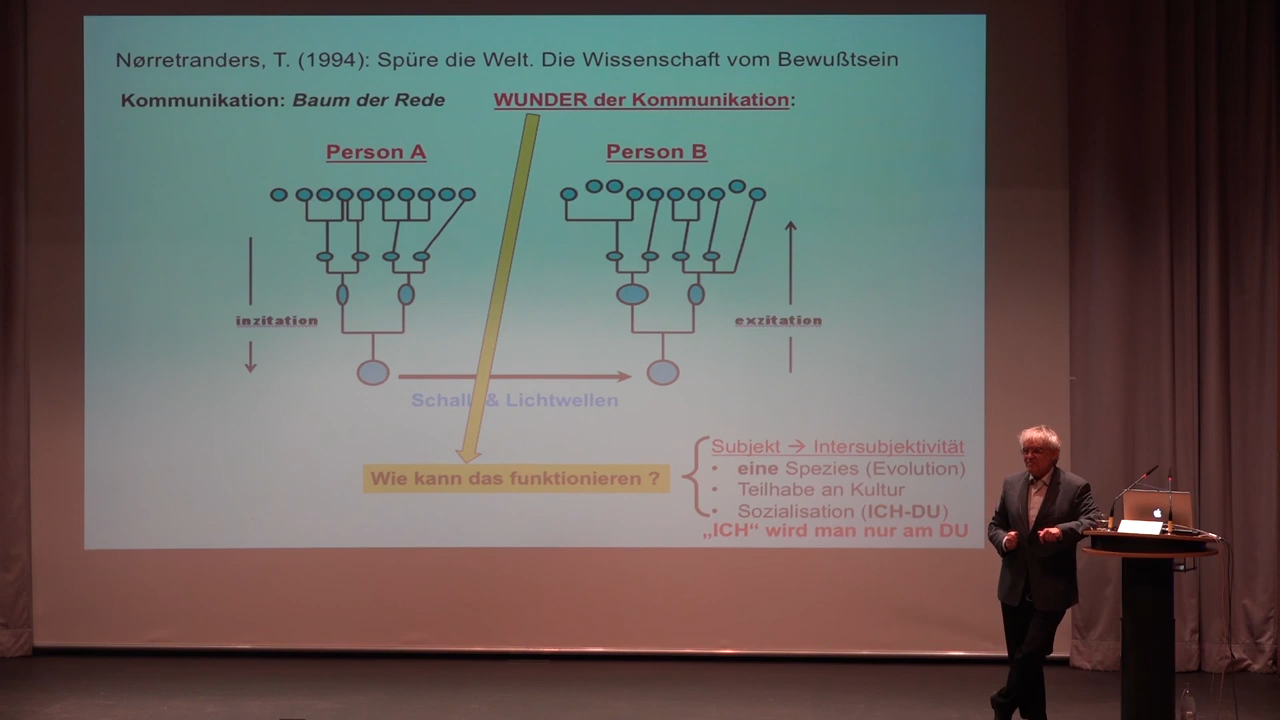 Nørretranders, T. (1994): Spüre die Welt. Die Wissenschaft vom Bewußtsein
Kommunikation: Baum der Rede
WUNDER der Kommunikation:
Person A
Person B
inzitation
exzitation
Schall & Lichtwellen
Wie kann das funktionieren ?
Subjekt → Intersubjektivität
• eine Spezies (Evolution)
• Teilhabe an Kultur
• Sozialisation (ICH-DU)
„ICH“ wird man nur am DU